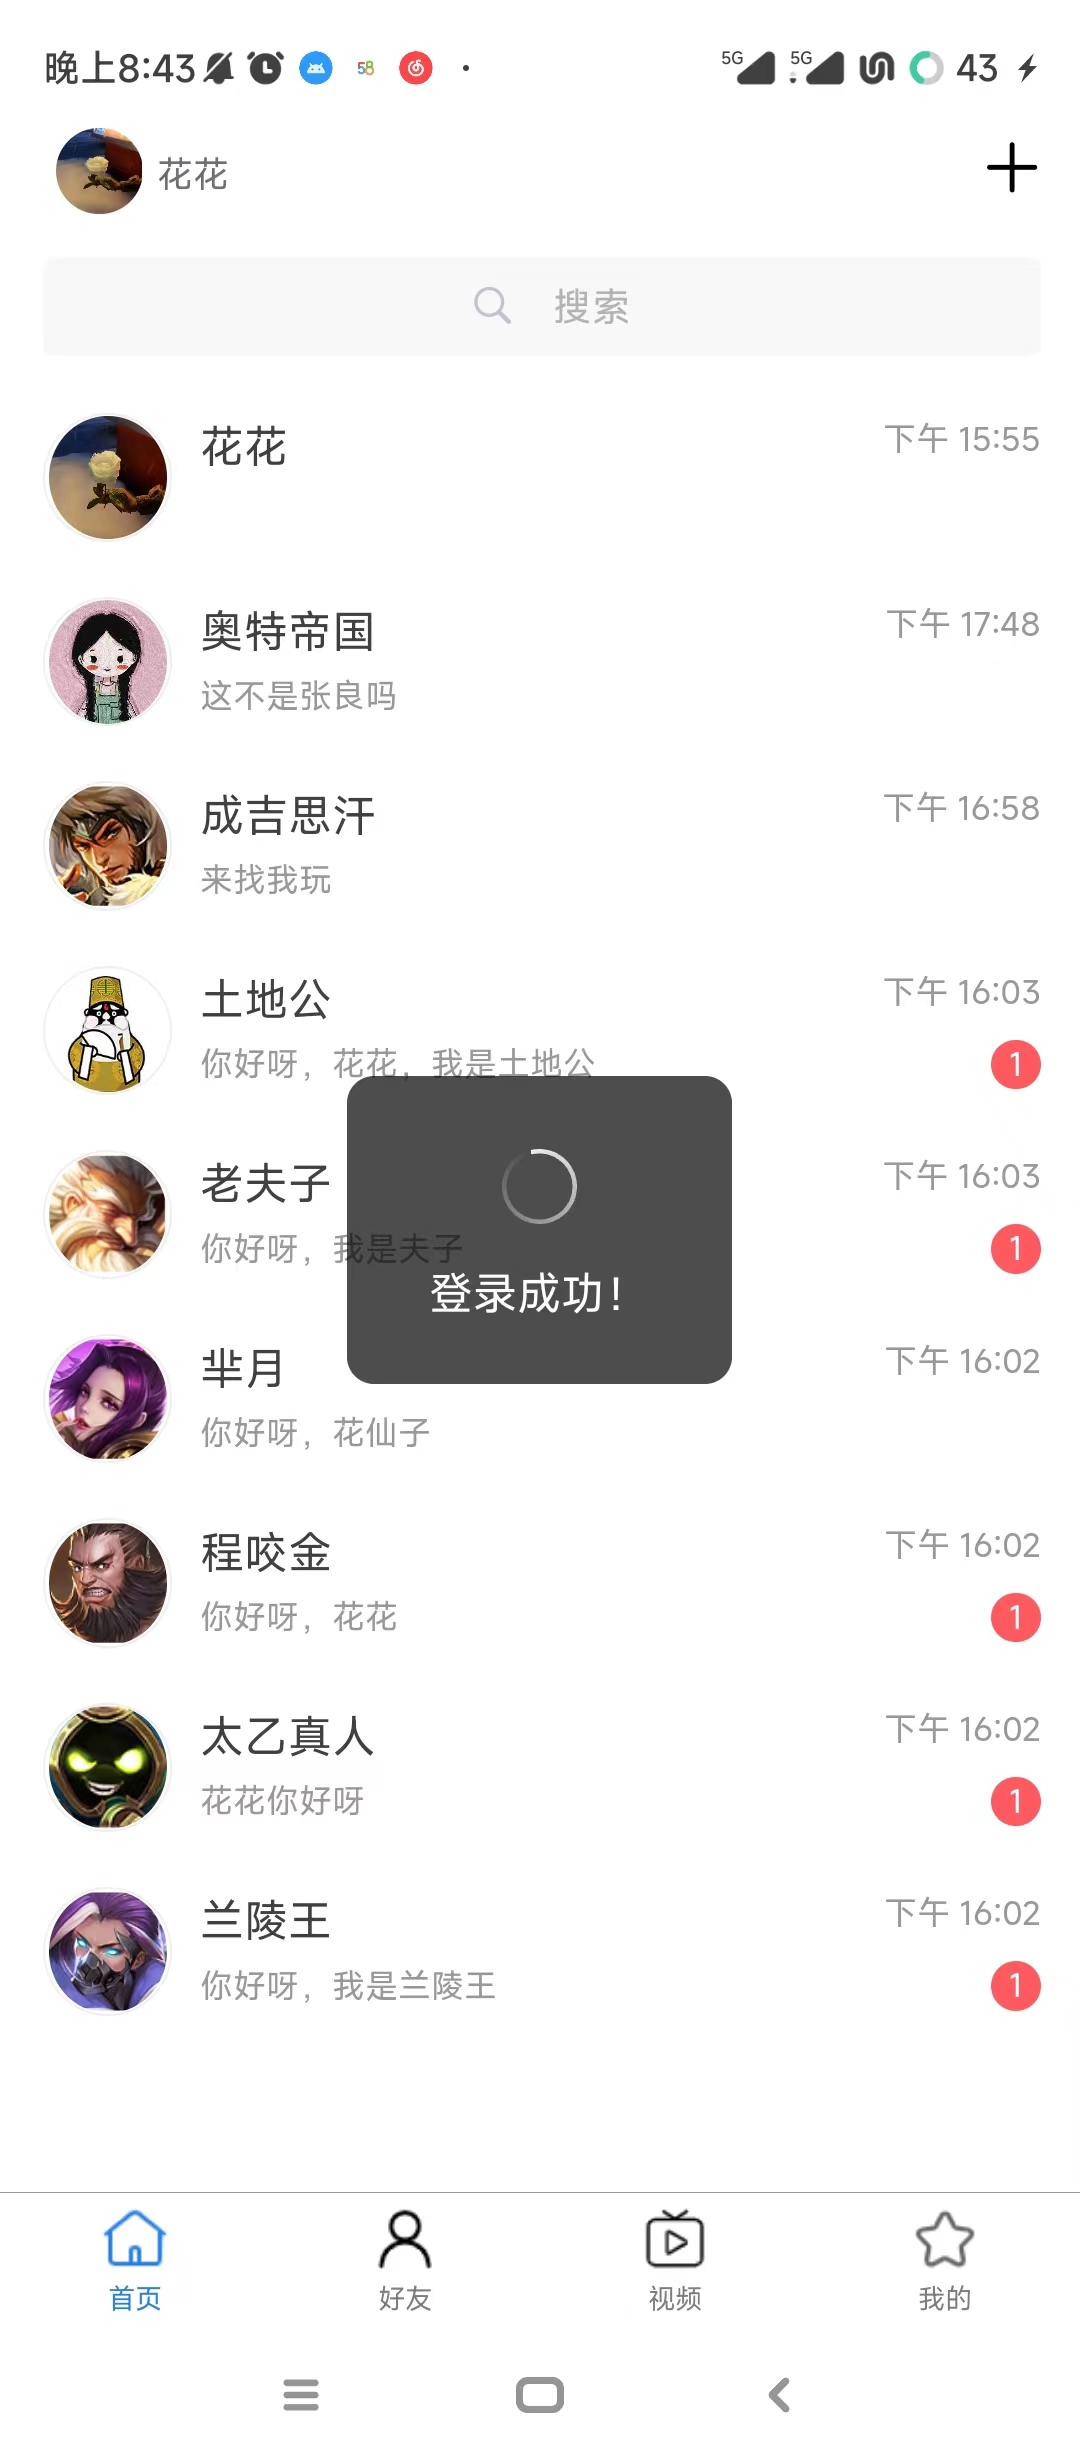 晚上8:43 58 5G 5G 43
花花
搜索
花花 下午 15:55
奥特帝国 下午 17:48
这不是张良吗
成吉思汗 下午 16:58
来找我玩
土地公 下午 16:03
你好呀，花花，我是土地公 1
老夫子 下午 16:03
你好呀，我是夫子 1
登录成功！
芈月 下午 16:02
你好呀，花仙子
程咬金 下午 16:02
你好呀，花花 1
太乙真人 下午 16:02
花花你好呀 1
兰陵王 下午 16:02
你好呀，我是兰陵王 1
首页 好友 视频 我的